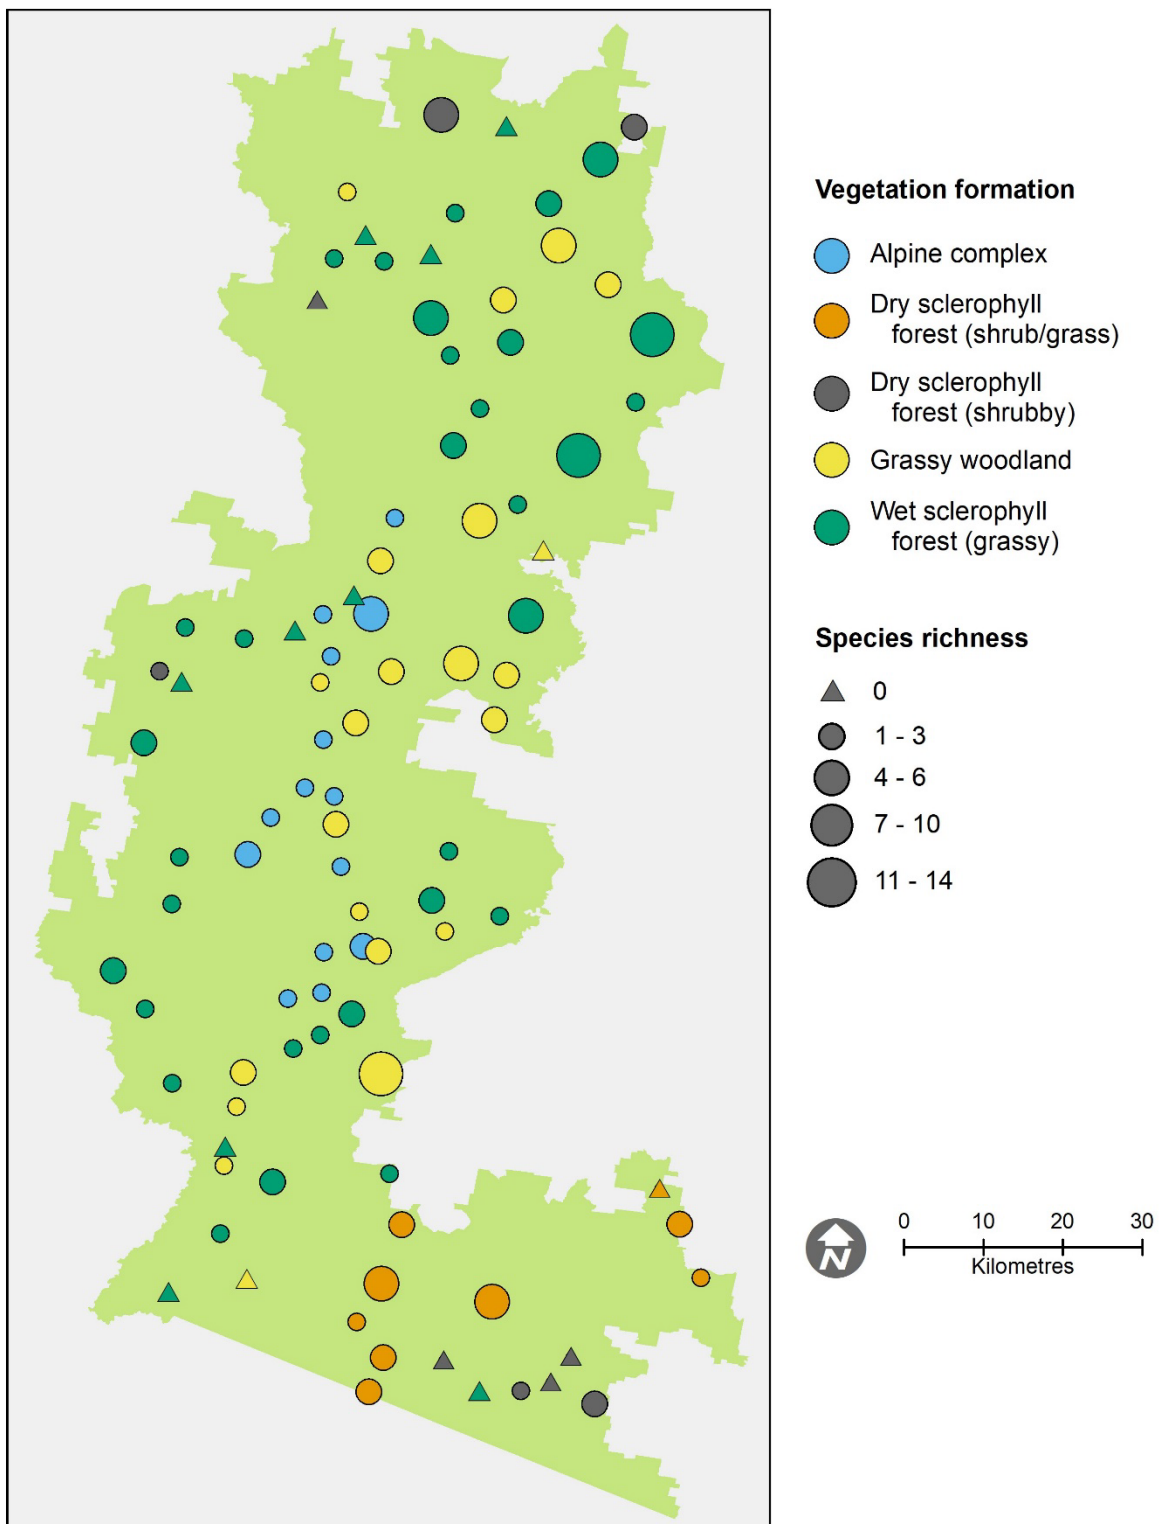 Vegetation formation
Alpine complex
Dry sclerophyll
forest (shrub/grass)
Dry sclerophyll
forest (shrubby)
Grassy woodland
Wet sclerophyll
forest (grassy)
Species richness
0
1 - 3
4 - 6
7 - 10
11 - 14
N
0 10 20 30
Kilometres